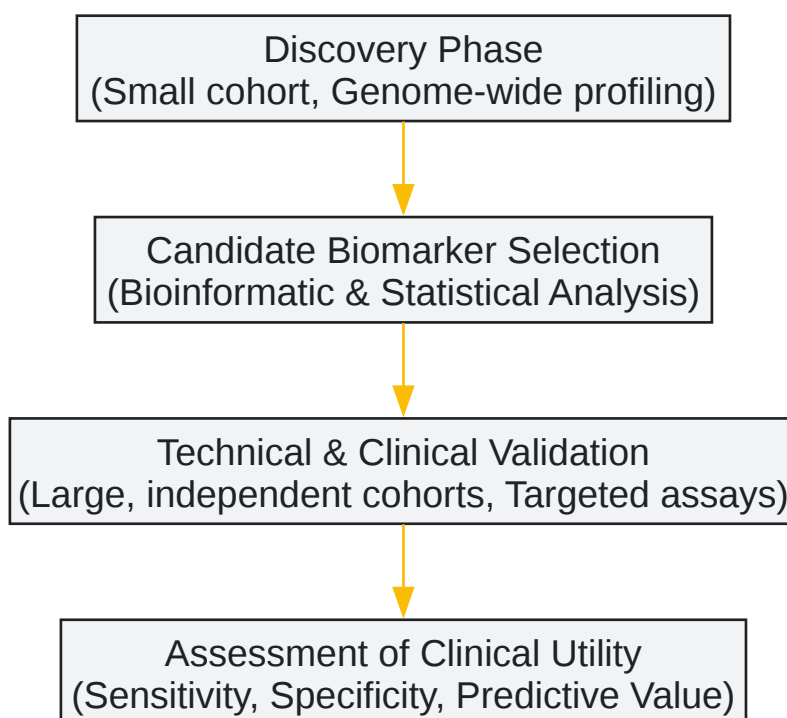 Discovery Phase
(Small cohort, Genome-wide profiling)
Candidate Biomarker Selection
(Bioinformatic & Statistical Analysis)
Technical & Clinical Validation
(Large, independent cohorts, Targeted assays)
Assessment of Clinical Utility
(Sensitivity, Specificity, Predictive Value)